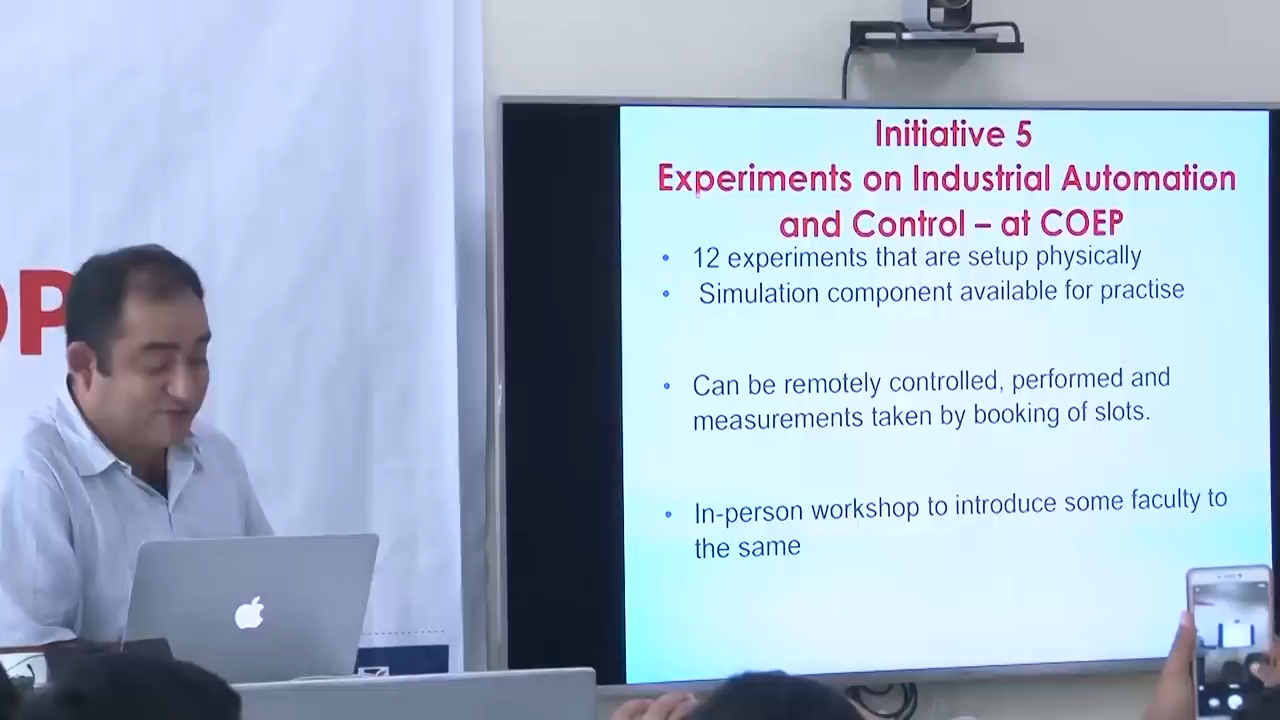 Initiative 5
Experiments on Industrial Automation
and Control – at COEP
• 12 experiments that are setup physically
• Simulation component available for practise
• Can be remotely controlled, performed and
measurements taken by booking of slots.
• In-person workshop to introduce some faculty to
the same